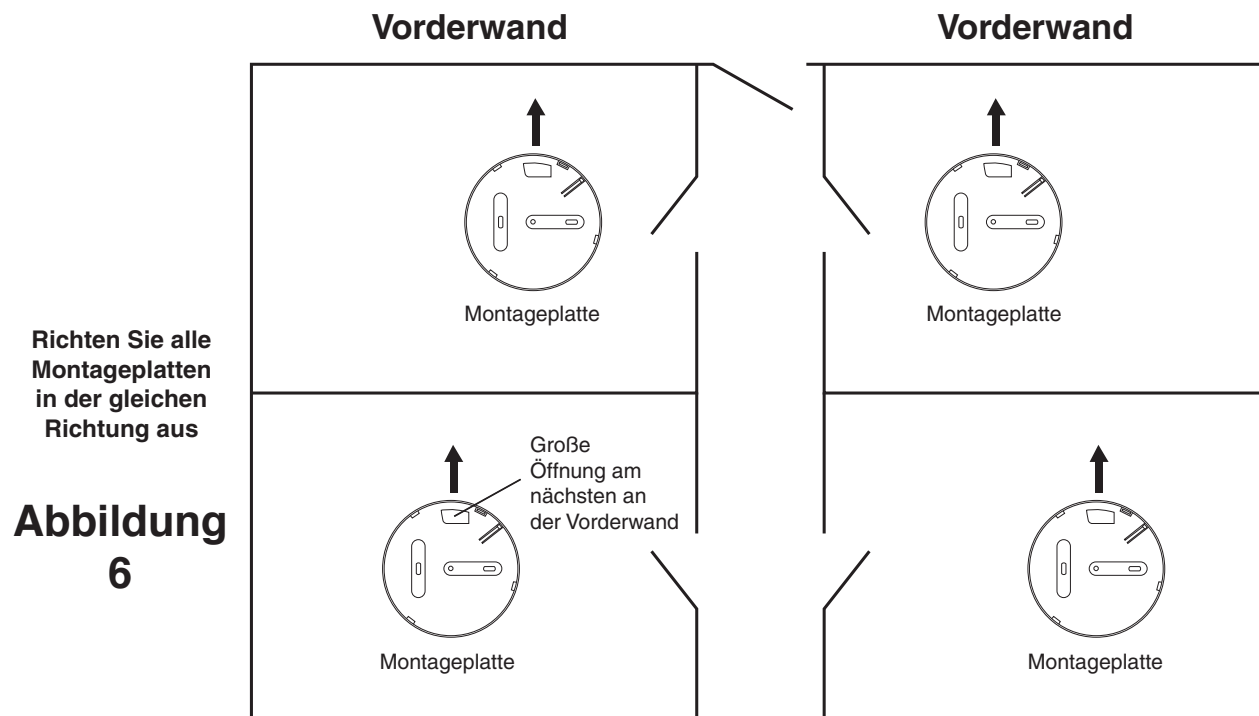 Vorderwand
Vorderwand
Montageplatte
Montageplatte
Richten Sie alle
Montageplatten
in der gleichen
Richtung aus
Große
Öffnung am
nächsten an
der Vorderwand
Abbildung
6
Montageplatte
Montageplatte